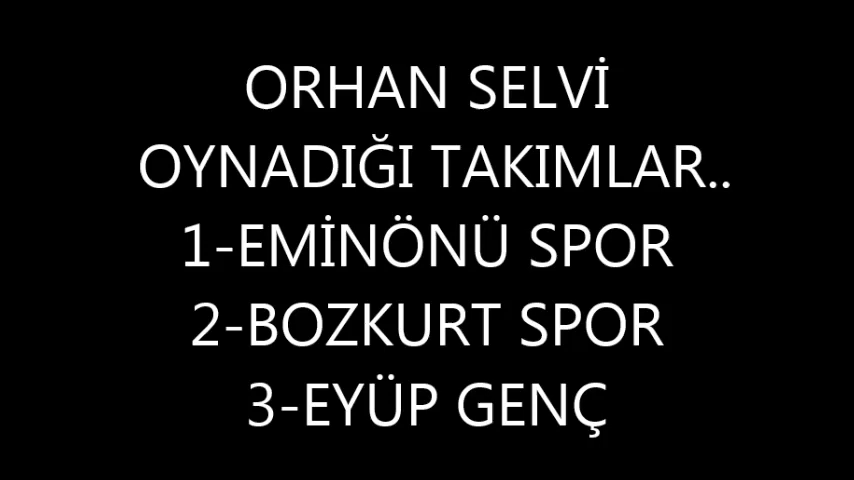 ORHAN SELVİ
OYNADIĞI TAKIMLAR..
1-EMİNÖNÜ SPOR
2-BOZKURT SPOR
3-EYÜP GENÇ